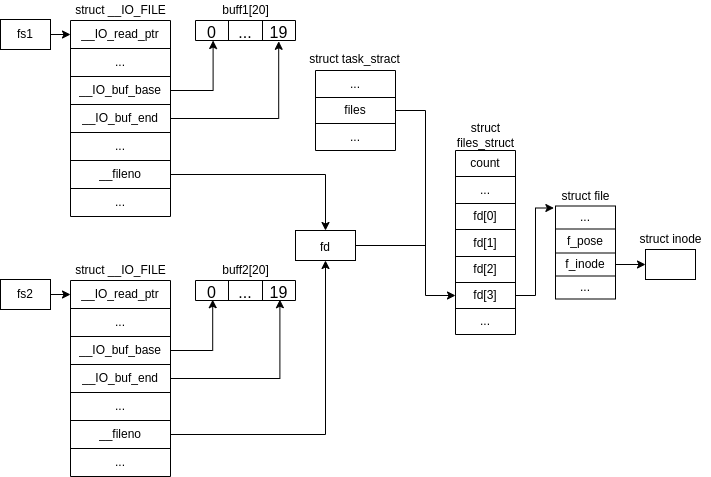 struct __IO_FILE
fs1
__IO_read_ptr
...
__IO_buf_base
__IO_buf_end
...
__fileno
...
buff1[20]
0 ... 19
struct task_stract
...
files
...
fd
struct
files_struct
count
...
fd[0]
fd[1]
fd[2]
fd[3]
...
struct file
...
f_pose
f_inode
...
struct inode
struct __IO_FILE
fs2
__IO_read_ptr
...
__IO_buf_base
__IO_buf_end
...
__fileno
...
buff2[20]
0 ... 19